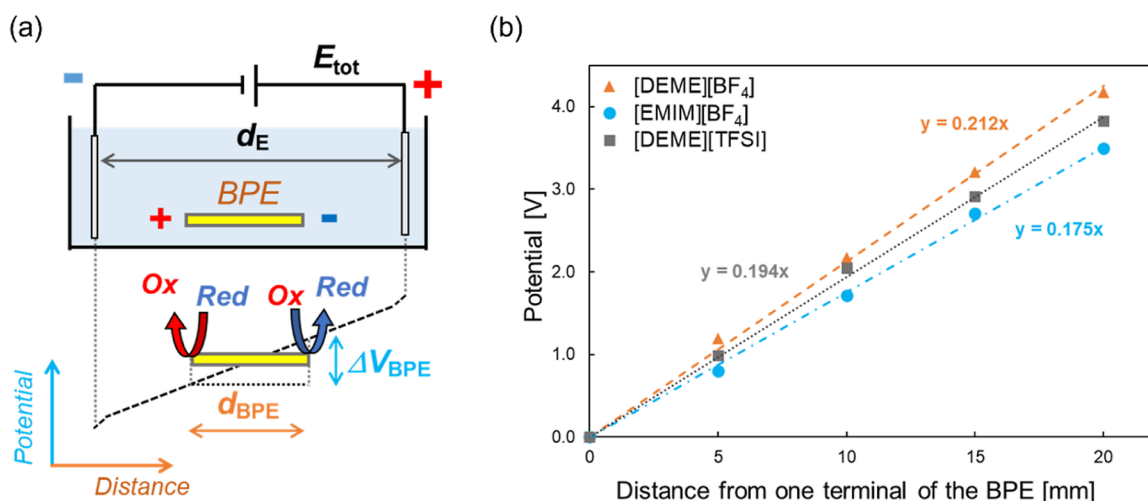 (a)
E_tot
-
+
d_E
BPE
+
-
Ox
Red
Ox
Red
ΔV_BPE
d_BPE
Potential
Distance
(b)
[DEME][BF₄]
[EMIM][BF₄]
[DEME][TFSI]
y = 0.212x
y = 0.175x
y = 0.194x
Potential [V]
4.0
3.0
2.0
1.0
0.0
0
5
10
15
20
Distance from one terminal of the BPE [mm]